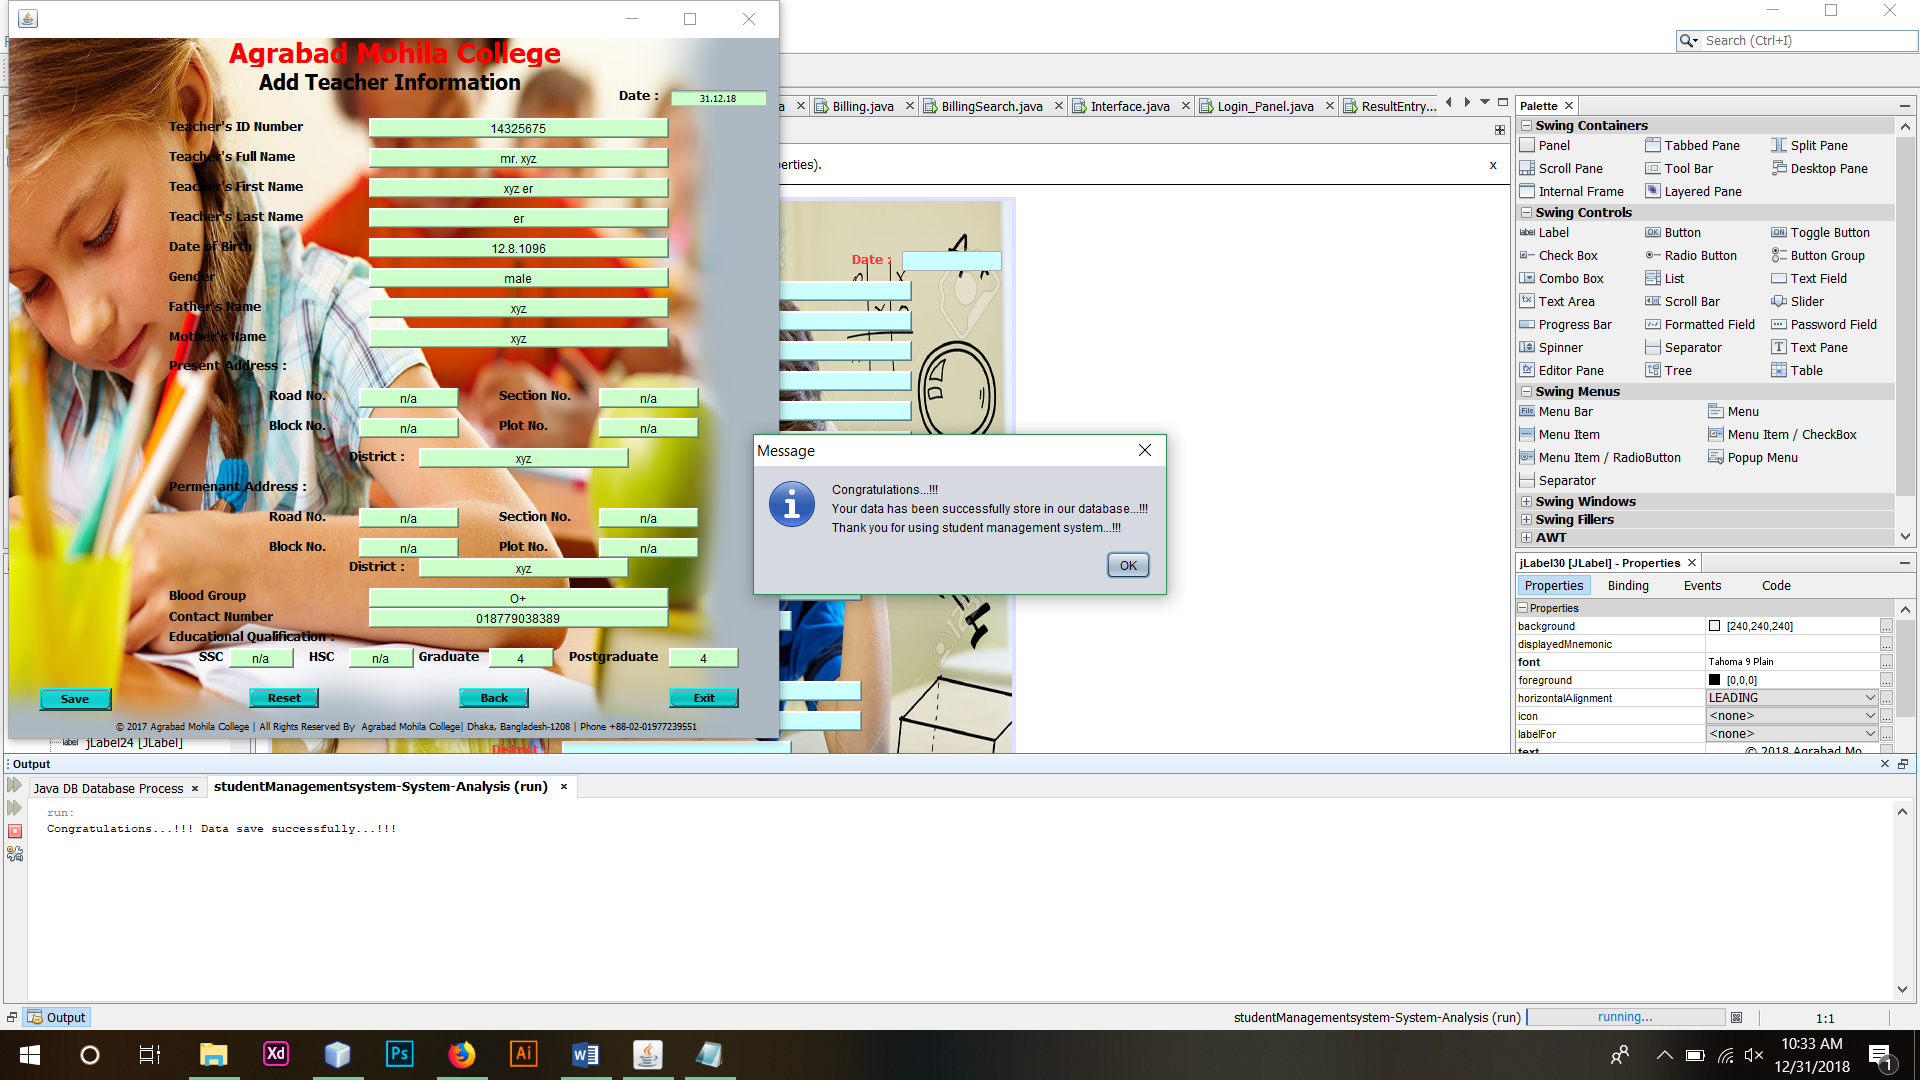 Agrabad Mohila College
Add Teacher Information
Date : 31.12.18
Teacher's ID Number 14325675
Teacher's Full Name mr. xyz
Teacher's First Name xyz er
Teacher's Last Name er
Date of Birth 12.8.1096
Gender male
Father's Name xyz
Mother's Name xyz
Present Address :
Road No. n/a Section No. n/a
Block No. n/a Plot No. n/a
District : xyz
Permenant Address :
Road No. n/a Section No. n/a
Block No. n/a Plot No. n/a
District : xyz
Blood Group O+
Contact Number 018779038389
Educational Qualification :
SSC n/a HSC n/a Graduate 4 Postgraduate 4
Save Reset Back Exit
© 2017 Agrabad Mohila College | All Rights Reserved By Agrabad Mohila College| Dhaka, Bangladesh-1208 | Phone +88-02-01977239551
jLabel24 [JLabel]
District :
Search (Ctrl+I)
a Billing.java BillingSearch.java Interface.java Login_Panel.java ResultEntry...
perties). x
Date :
Message
Congratulations...!!!
Your data has been successfully store in our database...!!!
Thank you for using student management system...!!!
OK
Palette
Swing Containers
Panel Tabbed Pane Split Pane
Scroll Pane Tool Bar Desktop Pane
Internal Frame Layered Pane
Swing Controls
Label Button Toggle Button
Check Box Radio Button Button Group
Combo Box List Text Field
Text Area Scroll Bar Slider
Progress Bar Formatted Field Password Field
Spinner Separator Text Pane
Editor Pane Tree Table
Swing Menus
Menu Bar Menu
Menu Item Menu Item / CheckBox
Menu Item / RadioButton Popup Menu
Separator
Swing Windows
Swing Fillers
AWT
jLabel30 [JLabel] - Properties
Properties Binding Events Code
Properties
background [240,240,240]
displayedMnemonic
font Tahoma 9 Plain
foreground [0,0,0]
horizontalAlignment LEADING
icon <none>
labelFor <none>
text © 2018 Agrabad Mo...
Output
Java DB Database Process studentManagementsystem-System-Analysis (run)
run:
Congratulations...!!! Data save successfully...!!!
Output
studentManagementsystem-System-Analysis (run) running... 1:1
Xd Ps Ai W
10:33 AM
12/31/2018
1